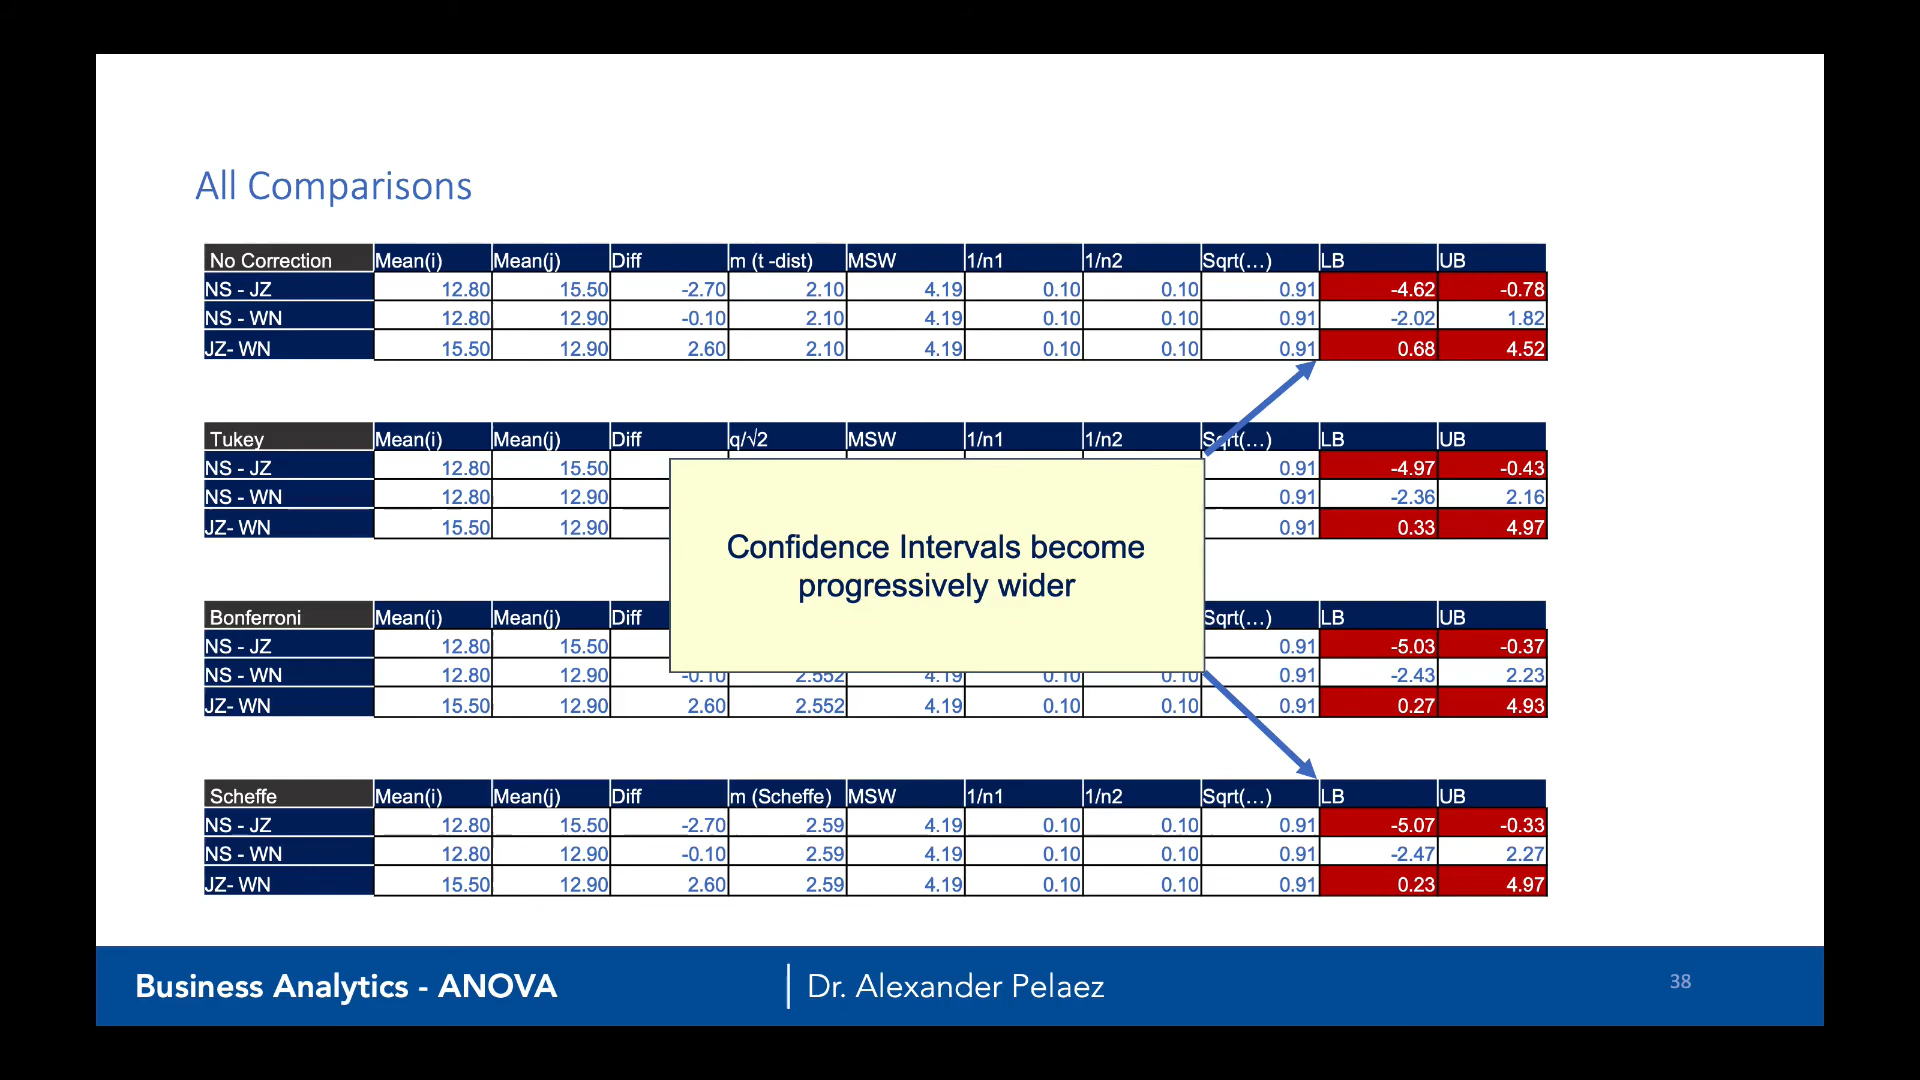 All Comparisons
No Correction Mean(i) Mean(j) Diff m (t -dist) MSW 1/n1 1/n2 Sqrt(...) LB UB
NS - JZ 12.80 15.50 -2.70 2.10 4.19 0.10 0.10 0.91 -4.62 -0.78
NS - WN 12.80 12.90 -0.10 2.10 4.19 0.10 0.10 0.91 -2.02 1.82
JZ- WN 15.50 12.90 2.60 2.10 4.19 0.10 0.10 0.91 0.68 4.52
Tukey Mean(i) Mean(j) Diff q/√2 MSW 1/n1 1/n2 Sqrt(...) LB UB
NS - JZ 12.80 15.50 0.91 -4.97 -0.43
NS - WN 12.80 12.90 0.91 -2.36 2.16
JZ- WN 15.50 12.90 0.91 0.33 4.97
Confidence Intervals become
progressively wider
Bonferroni Mean(i) Mean(j) Diff Sqrt(...) LB UB
NS - JZ 12.80 15.50 0.91 -5.03 -0.37
NS - WN 12.80 12.90 -0.10 2.552 4.19 0.10 0.10 0.91 -2.43 2.23
JZ- WN 15.50 12.90 2.60 2.552 4.19 0.10 0.10 0.91 0.27 4.93
Scheffe Mean(i) Mean(j) Diff m (Scheffe) MSW 1/n1 1/n2 Sqrt(...) LB UB
NS - JZ 12.80 15.50 -2.70 2.59 4.19 0.10 0.10 0.91 -5.07 -0.33
NS - WN 12.80 12.90 -0.10 2.59 4.19 0.10 0.10 0.91 -2.47 2.27
JZ- WN 15.50 12.90 2.60 2.59 4.19 0.10 0.10 0.91 0.23 4.97
Business Analytics - ANOVA | Dr. Alexander Pelaez 38